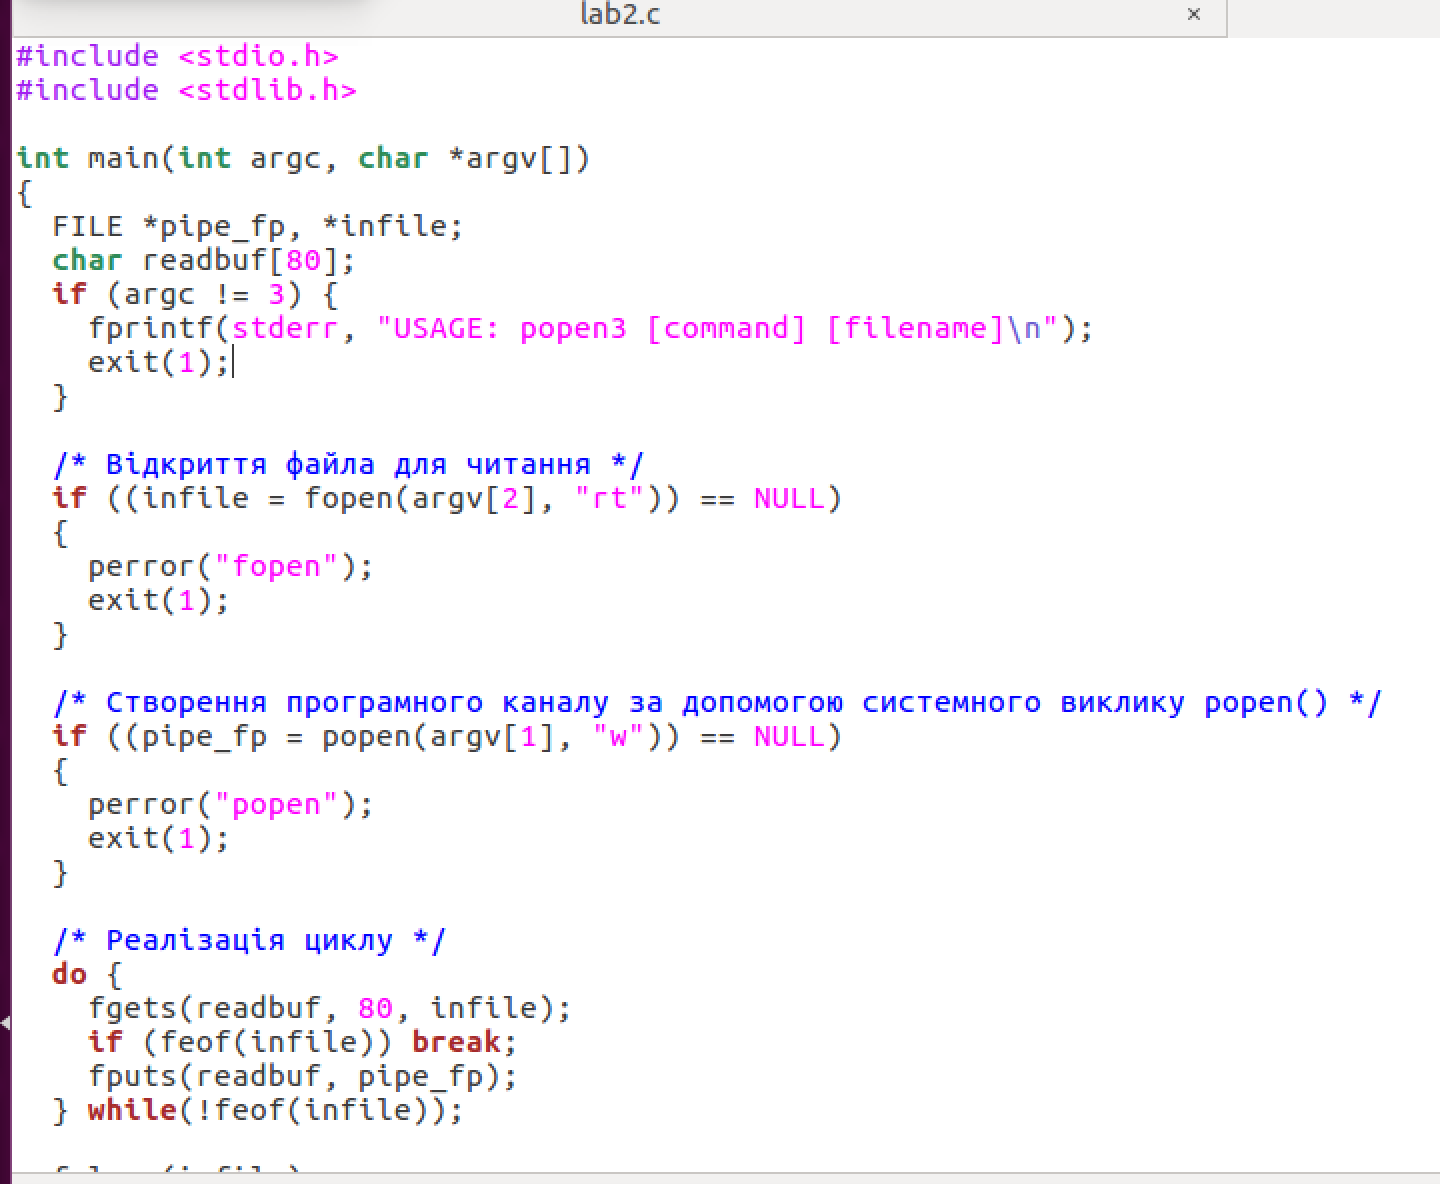 lab2.c ×
#include <stdio.h>
#include <stdlib.h>
int main(int argc, char *argv[])
{
  FILE *pipe_fp, *infile;
  char readbuf[80];
  if (argc != 3) {
    fprintf(stderr, "USAGE: popen3 [command] [filename]\n");
    exit(1);
  }
  /* Відкриття файла для читання */
  if ((infile = fopen(argv[2], "rt")) == NULL)
  {
    perror("fopen");
    exit(1);
  }
  /* Створення програмного каналу за допомогою системного виклику popen() */
  if ((pipe_fp = popen(argv[1], "w")) == NULL)
  {
    perror("popen");
    exit(1);
  }
  /* Реалізація циклу */
  do {
    fgets(readbuf, 80, infile);
    if (feof(infile)) break;
    fputs(readbuf, pipe_fp);
  } while(!feof(infile));